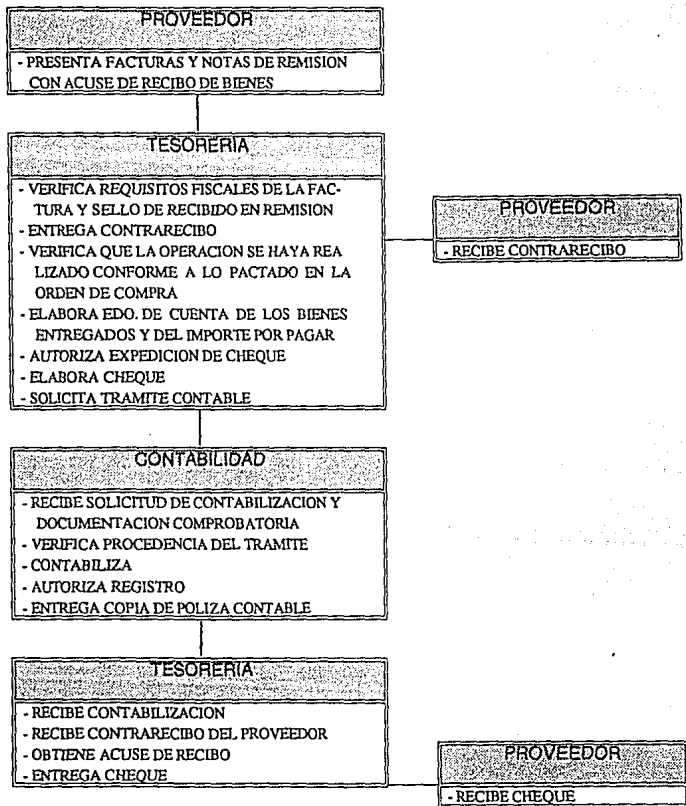 PROVEEDOR
- PRESENTA FACTURAS Y NOTAS DE REMISION
CON ACUSE DE RECIBO DE BIENES
TESORERIA
- VERIFICA REQUISITOS FISCALES DE LA FAC-
TURA Y SELLO DE RECIBIDO EN REMISION
- ENTREGA CONTRARECIBO
- VERIFICA QUE LA OPERACION SE HAYA REA
LIZADO CONFORME A LO PACTADO EN LA
ORDEN DE COMPRA
- ELABORA EDO. DE CUENTA DE LOS BIENES
ENTREGADOS Y DEL IMPORTE POR PAGAR
- AUTORIZA EXPEDICION DE CHEQUE
- ELABORA CHEQUE
- SOLICITA TRAMITE CONTABLE
PROVEEDOR
- RECIBE CONTRARECIBO
CONTABILIDAD
- RECIBE SOLICITUD DE CONTABILIZACION Y
DOCUMENTACION COMPROBATORIA
- VERIFICA PROCEDENCIA DEL TRAMITE
- CONTABILIZA
- AUTORIZA REGISTRO
- ENTREGA COPIA DE POLIZA CONTABLE
TESORERIA
- RECIBE CONTABILIZACION
- RECIBE CONTRARECIBO DEL PROVEEDOR
- OBTIENE ACUSE DE RECIBO
- ENTREGA CHEQUE
PROVEEDOR
- RECIBE CHEQUE